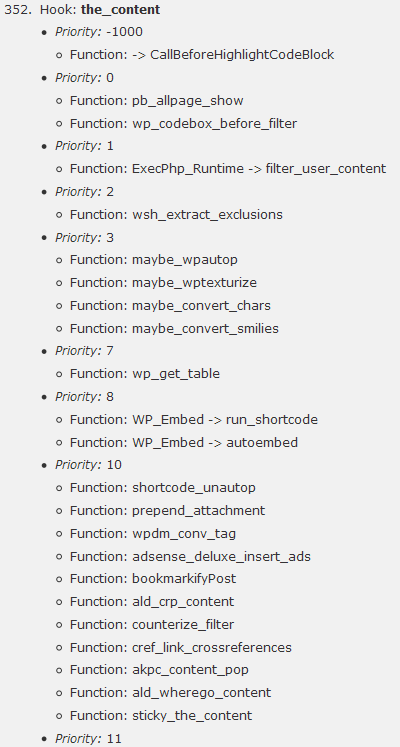 352. Hook: the_content
• Priority: -1000
○ Function: -> CallBeforeHighlightCodeBlock
• Priority: 0
○ Function: pb_allpage_show
○ Function: wp_codebox_before_filter
• Priority: 1
○ Function: ExecPhp_Runtime -> filter_user_content
• Priority: 2
○ Function: wsh_extract_exclusions
• Priority: 3
○ Function: maybe_wpautop
○ Function: maybe_wptexturize
○ Function: maybe_convert_chars
○ Function: maybe_convert_smilies
• Priority: 7
○ Function: wp_get_table
• Priority: 8
○ Function: WP_Embed -> run_shortcode
○ Function: WP_Embed -> autoembed
• Priority: 10
○ Function: shortcode_unautop
○ Function: prepend_attachment
○ Function: wpdm_conv_tag
○ Function: adsense_deluxe_insert_ads
○ Function: bookmarkifyPost
○ Function: ald_crp_content
○ Function: counterize_filter
○ Function: cref_link_crossreferences
○ Function: akpc_content_pop
○ Function: ald_wherego_content
○ Function: sticky_the_content
• Priority: 11